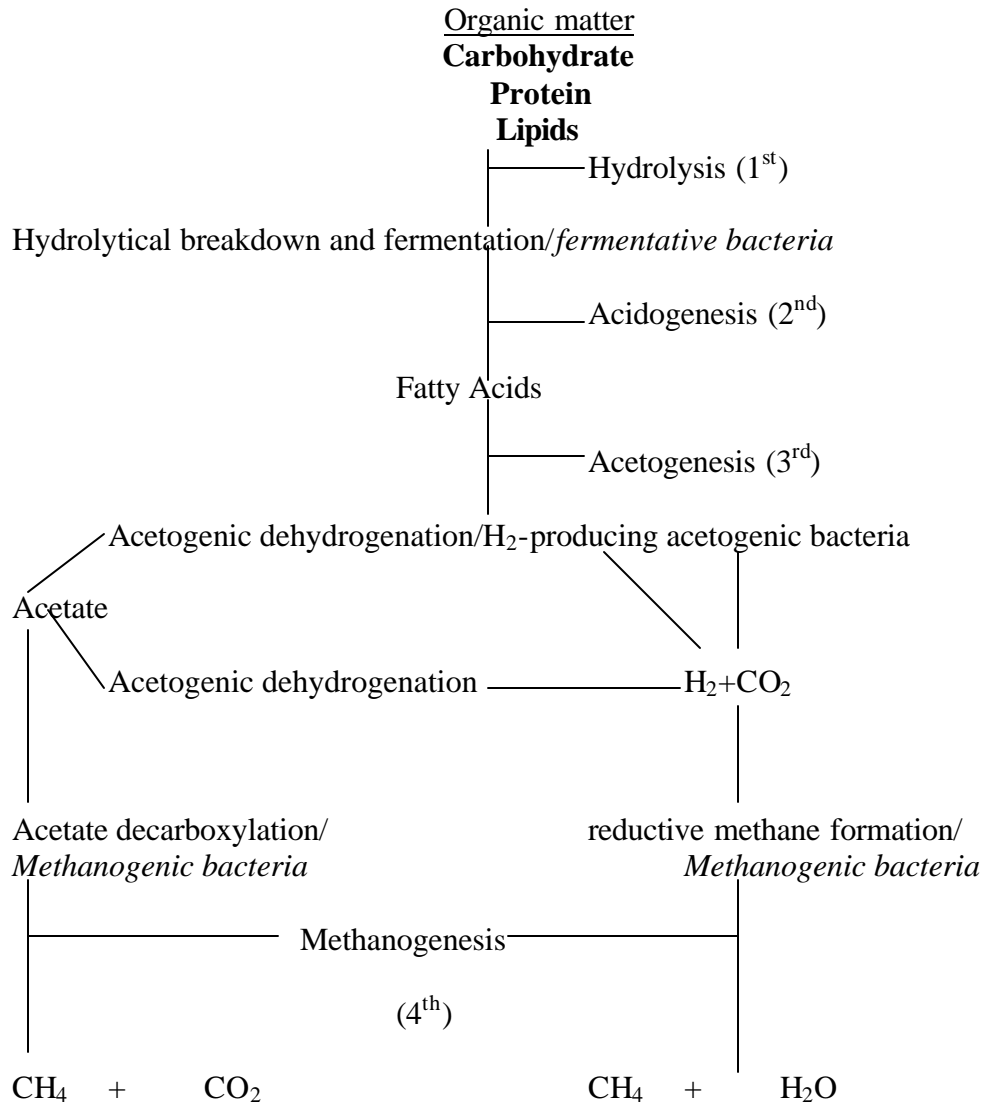 Organic matter
Carbohydrate
Protein
Lipids
Hydrolysis (1st)
Hydrolytical breakdown and fermentation/fermentative bacteria
Acidogenesis (2nd)
Fatty Acids
Acetogenesis (3rd)
Acetogenic dehydrogenation/H2-producing acetogenic bacteria
Acetate
Acetogenic dehydrogenation H2+CO2
Acetate decarboxylation/ reductive methane formation/
Methanogenic bacteria Methanogenic bacteria
Methanogenesis
(4th)
CH4 + CO2 CH4 + H2O